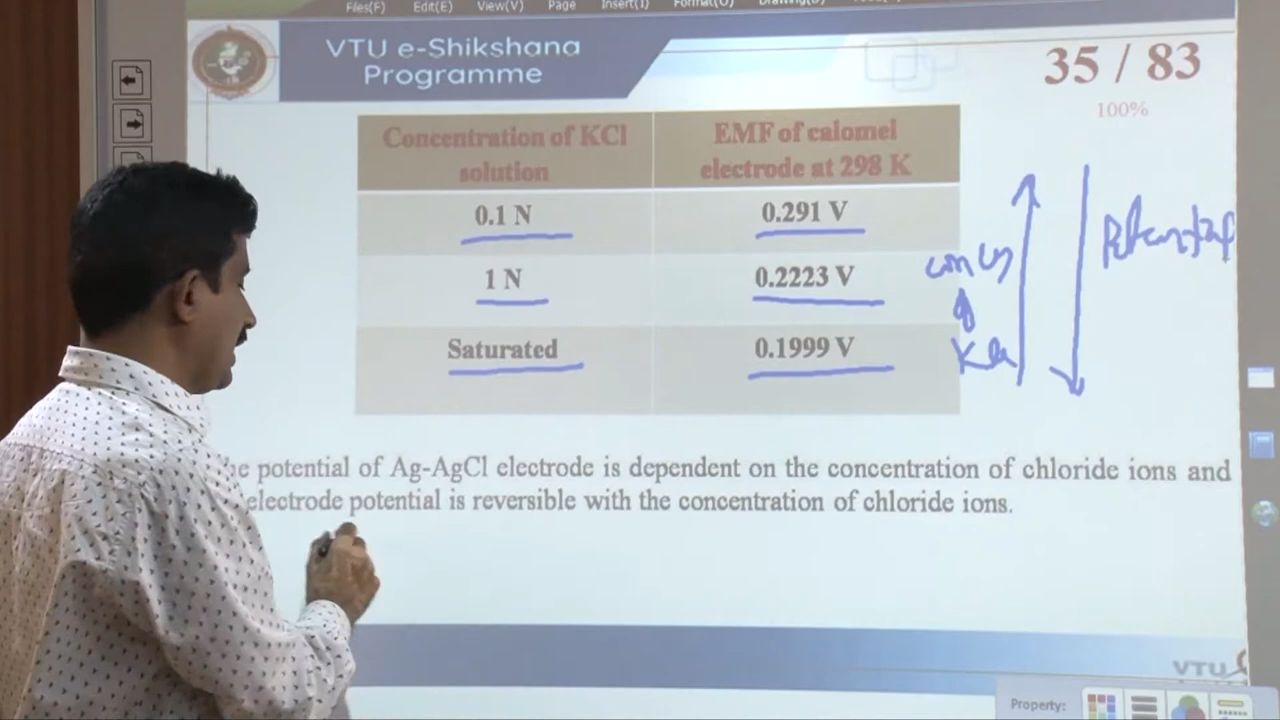 Files(F) Edit(E) View(V) Page Insert(I) Format(O) Drawing(D)
VTU e-Shikshana
Programme
35 / 83
100%
Concentration of KCl
solution
EMF of calomel
electrode at 298 K
0.1 N 0.291 V
1 N 0.2223 V
Saturated 0.1999 V
Potential
KCl
potential of Ag-AgCl electrode is dependent on the concentration of chloride ions and
electrode potential is reversible with the concentration of chloride ions.
VTU
Property: